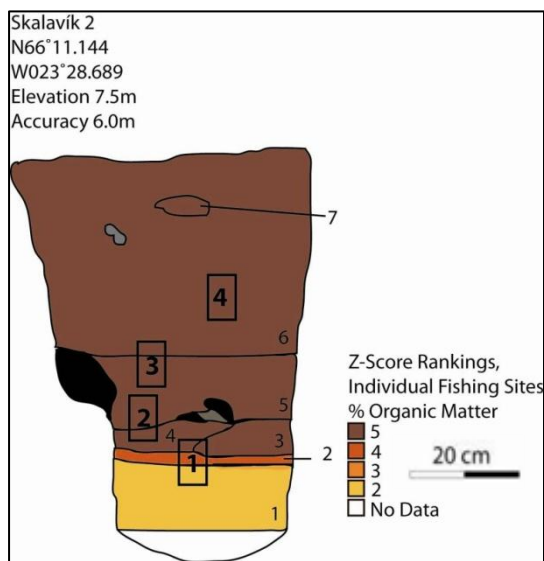 Skalavík 2
N66°11.144
W023°28.689
Elevation 7.5m
Accuracy 6.0m
7
4
6
3
2
5
4
3
1
2
1
Z-Score Rankings,
Individual Fishing Sites
% Organic Matter
5
4
3
2
No Data
20 cm